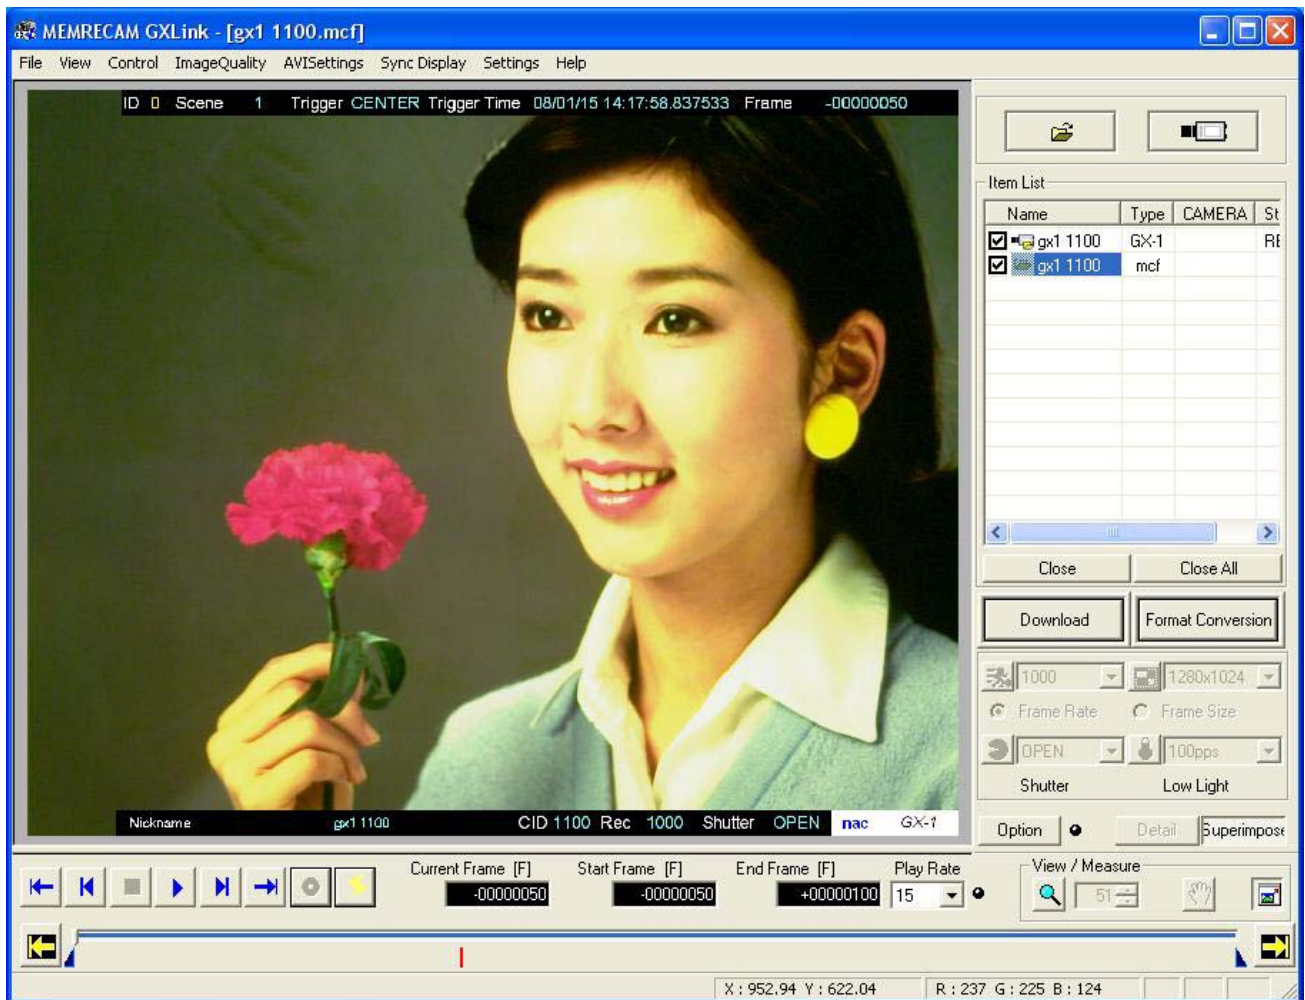 MEMRECAM GXLink - [gx1 1100.mcf]
File View Control ImageQuality AVISettings Sync Display Settings Help
ID 0 Scene 1 Trigger CENTER Trigger Time 08/01/15 14:17:58.837533 Frame -00000050
Item List
Name Type CAMERA St
gx1 1100 GX-1 RE
gx1 1100 mcf
Close Close All
Download Format Conversion
1000 1280x1024
Frame Rate Frame Size
OPEN 100pps
Shutter Low Light
Nickname gx1 1100 CID 1100 Rec 1000 Shutter OPEN nac GX-1
Option Detail Superimpose
Current Frame [F] Start Frame [F] End Frame [F] Play Rate View / Measure
-00000050 -00000050 +00000100 15 51
X : 952.94 Y : 622.04 R : 237 G : 225 B : 124